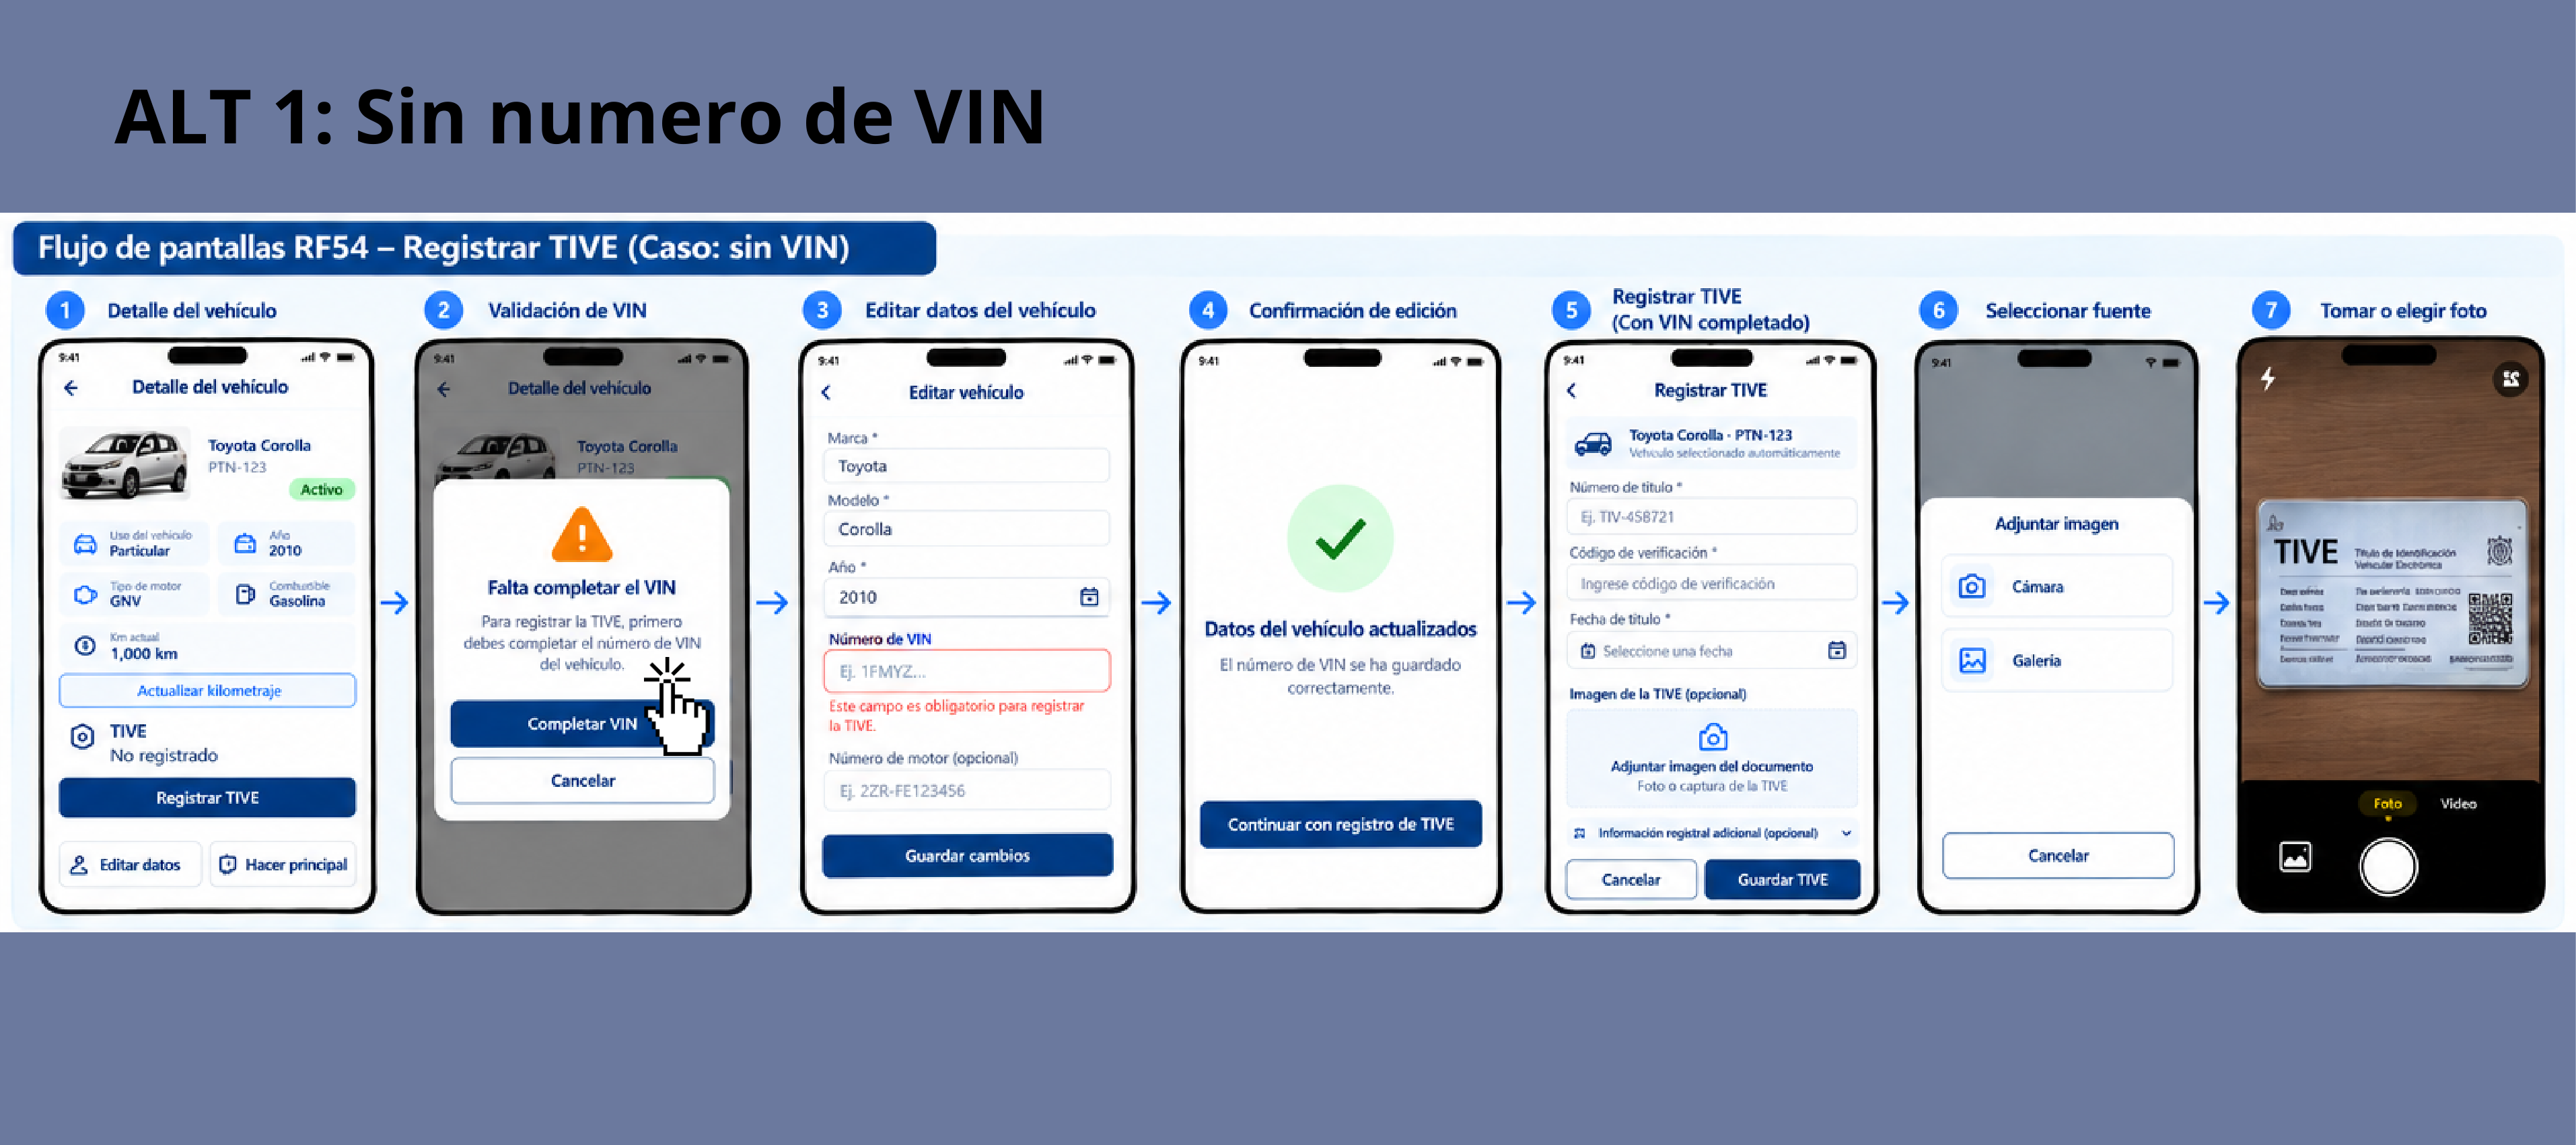 ALT 1: Sin numero de VIN
Flujo de pantallas RF54 – Registrar TIVE (Caso: sin VIN)
1 Detalle del vehículo
9:41
Detalle del vehículo
Toyota Corolla
PTN-123
Activo
Uso del vehículo
Particular
Año
2010
Tipo de motor
GNV
Combustible
Gasolina
Km actual
1,000 km
Actualizar kilometraje
TIVE
No registrado
Registrar TIVE
Editar datos
Hacer principal
2 Validación de VIN
9:41
Detalle del vehículo
Toyota Corolla
PTN-123
Falta completar el VIN
Para registrar la TIVE, primero
debes completar el número de VIN
del vehículo.
Completar VIN
Cancelar
3 Editar datos del vehículo
9:41
Editar vehículo
Marca *
Toyota
Modelo *
Corolla
Año *
2010
Número de VIN
Ej. 1FMYZ...
Este campo es obligatorio para registrar
la TIVE.
Número de motor (opcional)
Ej. 2ZR-FE123456
Guardar cambios
4 Confirmación de edición
9:41
Datos del vehículo actualizados
El número de VIN se ha guardado
correctamente.
Continuar con registro de TIVE
5 Registrar TIVE
(Con VIN completado)
9:41
Registrar TIVE
Toyota Corolla - PTN-123
Vehículo selectionado automáticamente
Número de titulo *
Ej. TIV-458721
Código de verificación *
Ingrese código de verificación
Fecha de título *
Seleccione una fecha
Imagen de la TIVE (opcional)
Adjuntar imagen del documento
Foto o captura de la TIVE
Información registral adicional (opcional)
Cancelar
Guardar TIVE
6 Seleccionar fuente
9:41
Adjuntar imagen
Cámara
Galería
Cancelar
7 Tomar o elegir foto
TIVE
Título de Identificación
Vehicular Electrónica
Foto
Video